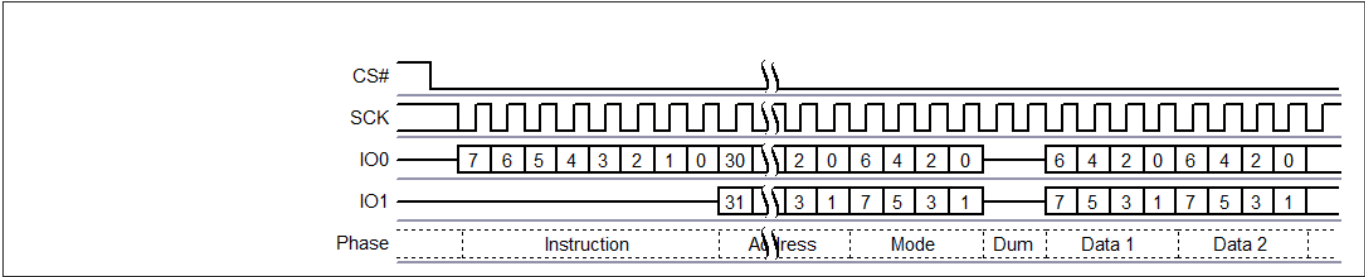 CS#
SCK
IO0 7 6 5 4 3 2 1 0 30 2 0 6 4 2 0 6 4 2 0 6 4 2 0
IO1 31 3 1 7 5 3 1 7 5 3 1 7 5 3 1
Phase Instruction Address Mode Dum Data 1 Data 2